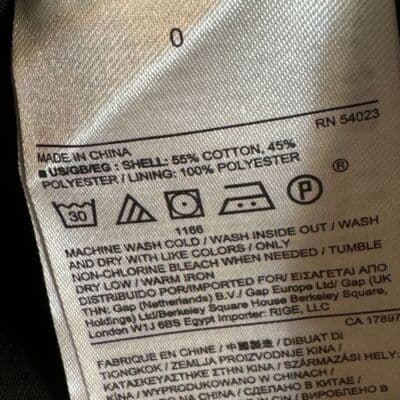 0
RN 54023
MADE IN CHINA
US/GB/EG : SHELL: 55% COTTON, 45%
POLYESTER / LINING: 100% POLYESTER
30 P ®
1166
MACHINE WASH COLD / WASH INSIDE OUT / WASH
AND DRY WITH LIKE COLORS / ONLY
NON-CHLORINE BLEACH WHEN NEEDED / TUMBLE
DRY LOW / WARM IRON
DISTRIBUIDO POR/IMPORTED FOR/ ΕΙΣΑΓΕΤΑΙ ΑΠΟ
ΤΗΝ: Gap (Netherlands) B.V./ Gap Europe Ltd/ Gap (UK
Holdings) Ltd/Berkeley Square House Berkeley Square,
London W1J 6BS Egypt Importer: RIGE, LLC
CA 17897
FABRIQUE EN CHINE / 中國製造 / DIBUAT DI
TIONGKOK / ZEMLJA PROIZVODNJE KINA /
ΚΑΤΑΣΚΕΥΑΣΤΗΚΕ ΣΤΗΝ ΚΙΝΑ / SZÁRMAZÁSI HELY:
KÍNA / WYPRODUKOWANO W CHINACH /
СДЕЛАНО В КИТАЕ /